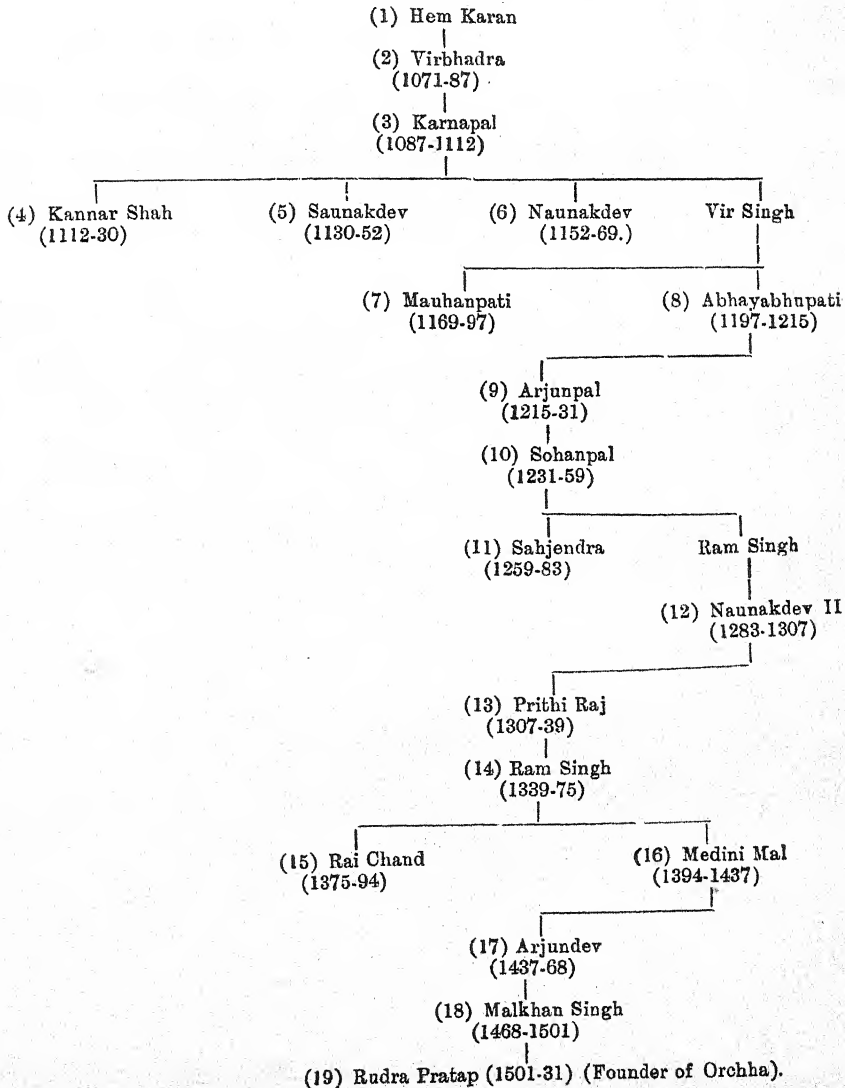 (1) Hem Karan
(2) Virbhadra
(1071-87)
(3) Karnapal
(1087-1112)
(4) Kannar Shah (5) Saunakdev (6) Naunakdev Vir Singh
(1112-30) (1130-52) (1152-69.)
(7) Mauhanpati (8) Abhayabhupati
(1169-97) (1197-1215)
(9) Arjunpal
(1215-31)
(10) Sohanpal
(1231-59)
(11) Sahjendra Ram Singh
(1259-83)
(12) Naunakdev II
(1283-1307)
(13) Prithi Raj
(1307-39)
(14) Ram Singh
(1339-75)
(15) Rai Chand (16) Medini Mal
(1375-94) (1394-1437)
(17) Arjundev
(1437-68)
(18) Malkhan Singh
(1468-1501)
(19) Rudra Pratap (1501-31) (Founder of Orchha).